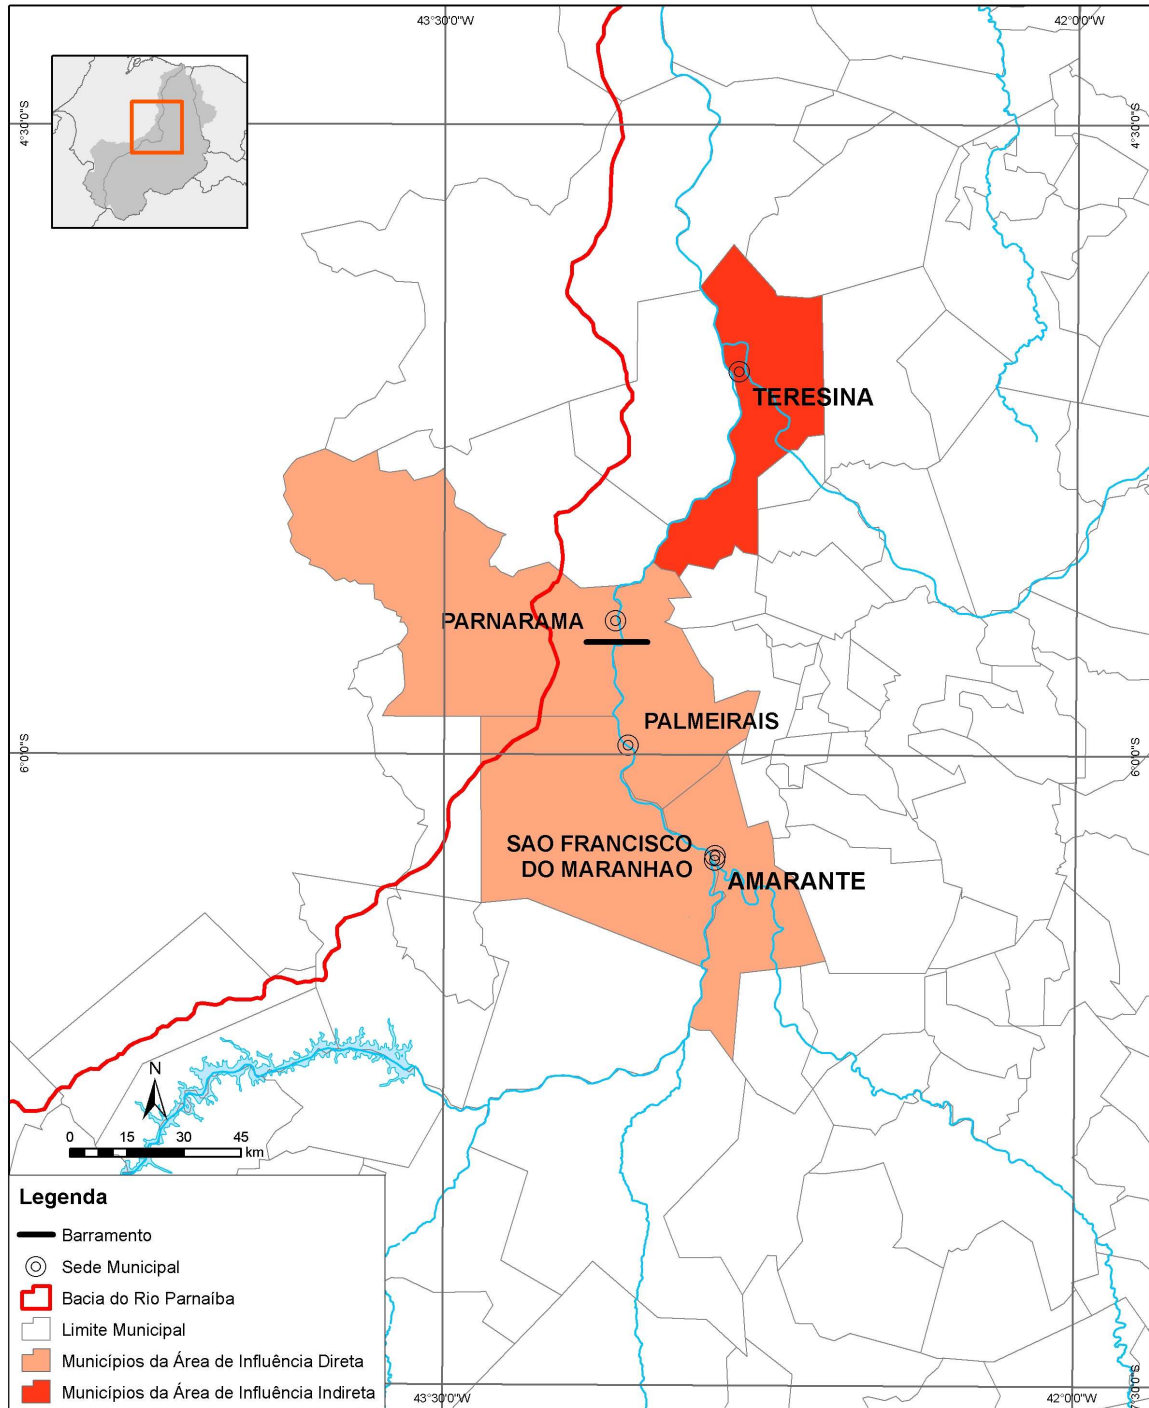 43°30'0"W
42°0'0"W
4°30'0"S
4°30'0"S
TERESINA
PARNARAMA
PALMEIRAIS
6°0'0"S
6°0'0"S
SAO FRANCISCO
DO MARANHAO
AMARANTE
N
0 15 30 45
km
Legenda
Barramento
Sede Municipal
Bacia do Rio Parnaíba
Limite Municipal
Municípios da Área de Influência Direta
Municípios da Área de Influência Indireta
43°30'0"W
42°0'0"W
7°30'0"S